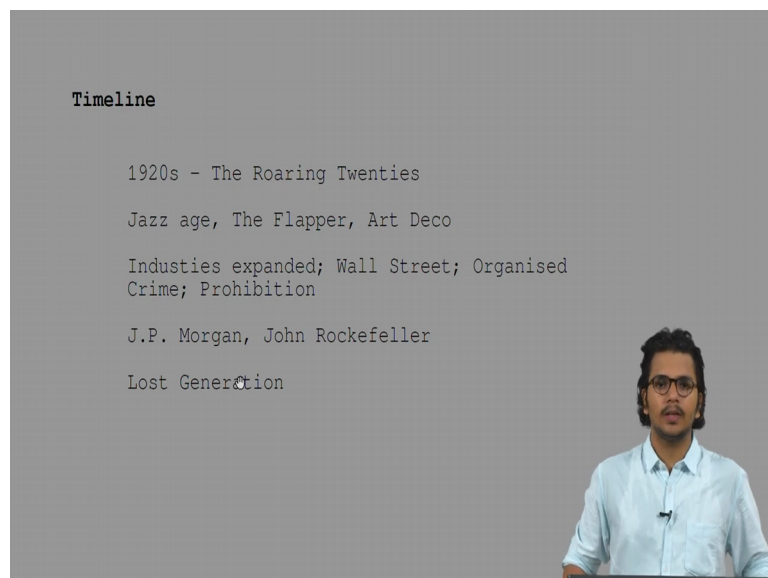 Timeline
1920s – The Roaring Twenties
Jazz age, The Flapper, Art Deco
Industies expanded; Wall Street; Organised
Crime; Prohibition
J.P. Morgan, John Rockefeller
Lost Generation